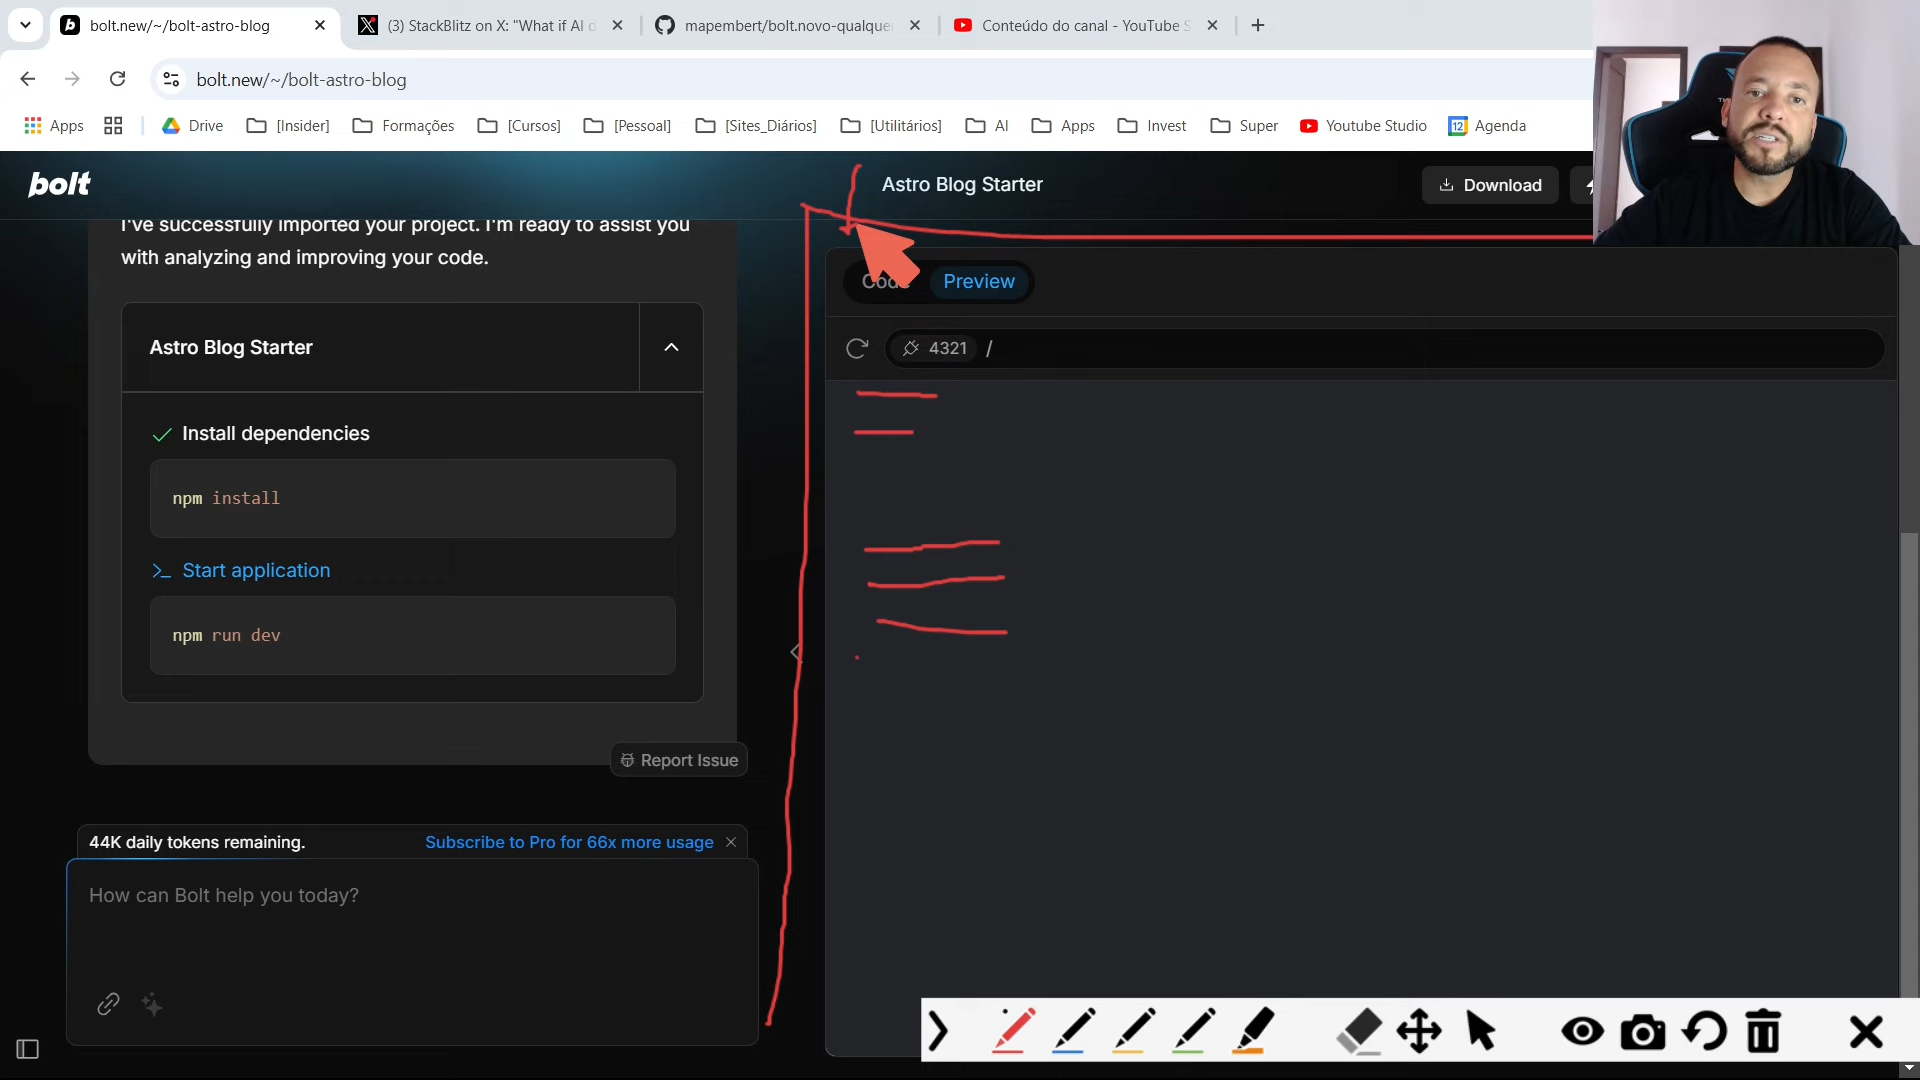 bolt.new/~/bolt-astro-blog
(3) StackBlitz on X: "What if AI
mapembert/bolt.novo-qualquer
Conteúdo do canal - YouTube S
bolt.new/~/bolt-astro-blog
Apps
Drive
[Insider]
Formações
[Cursos]
[Pessoal]
[Sites_Diários]
[Utilitários]
AI
Apps
Invest
Super
Youtube Studio
12
Agenda
bolt
Astro Blog Starter
Download
I've successfully imported your project. I'm ready to assist you
with analyzing and improving your code.
Code
Preview
4321 /
Astro Blog Starter
Install dependencies
npm install
Start application
npm run dev
Report Issue
44K daily tokens remaining.
Subscribe to Pro for 66x more usage
How can Bolt help you today?